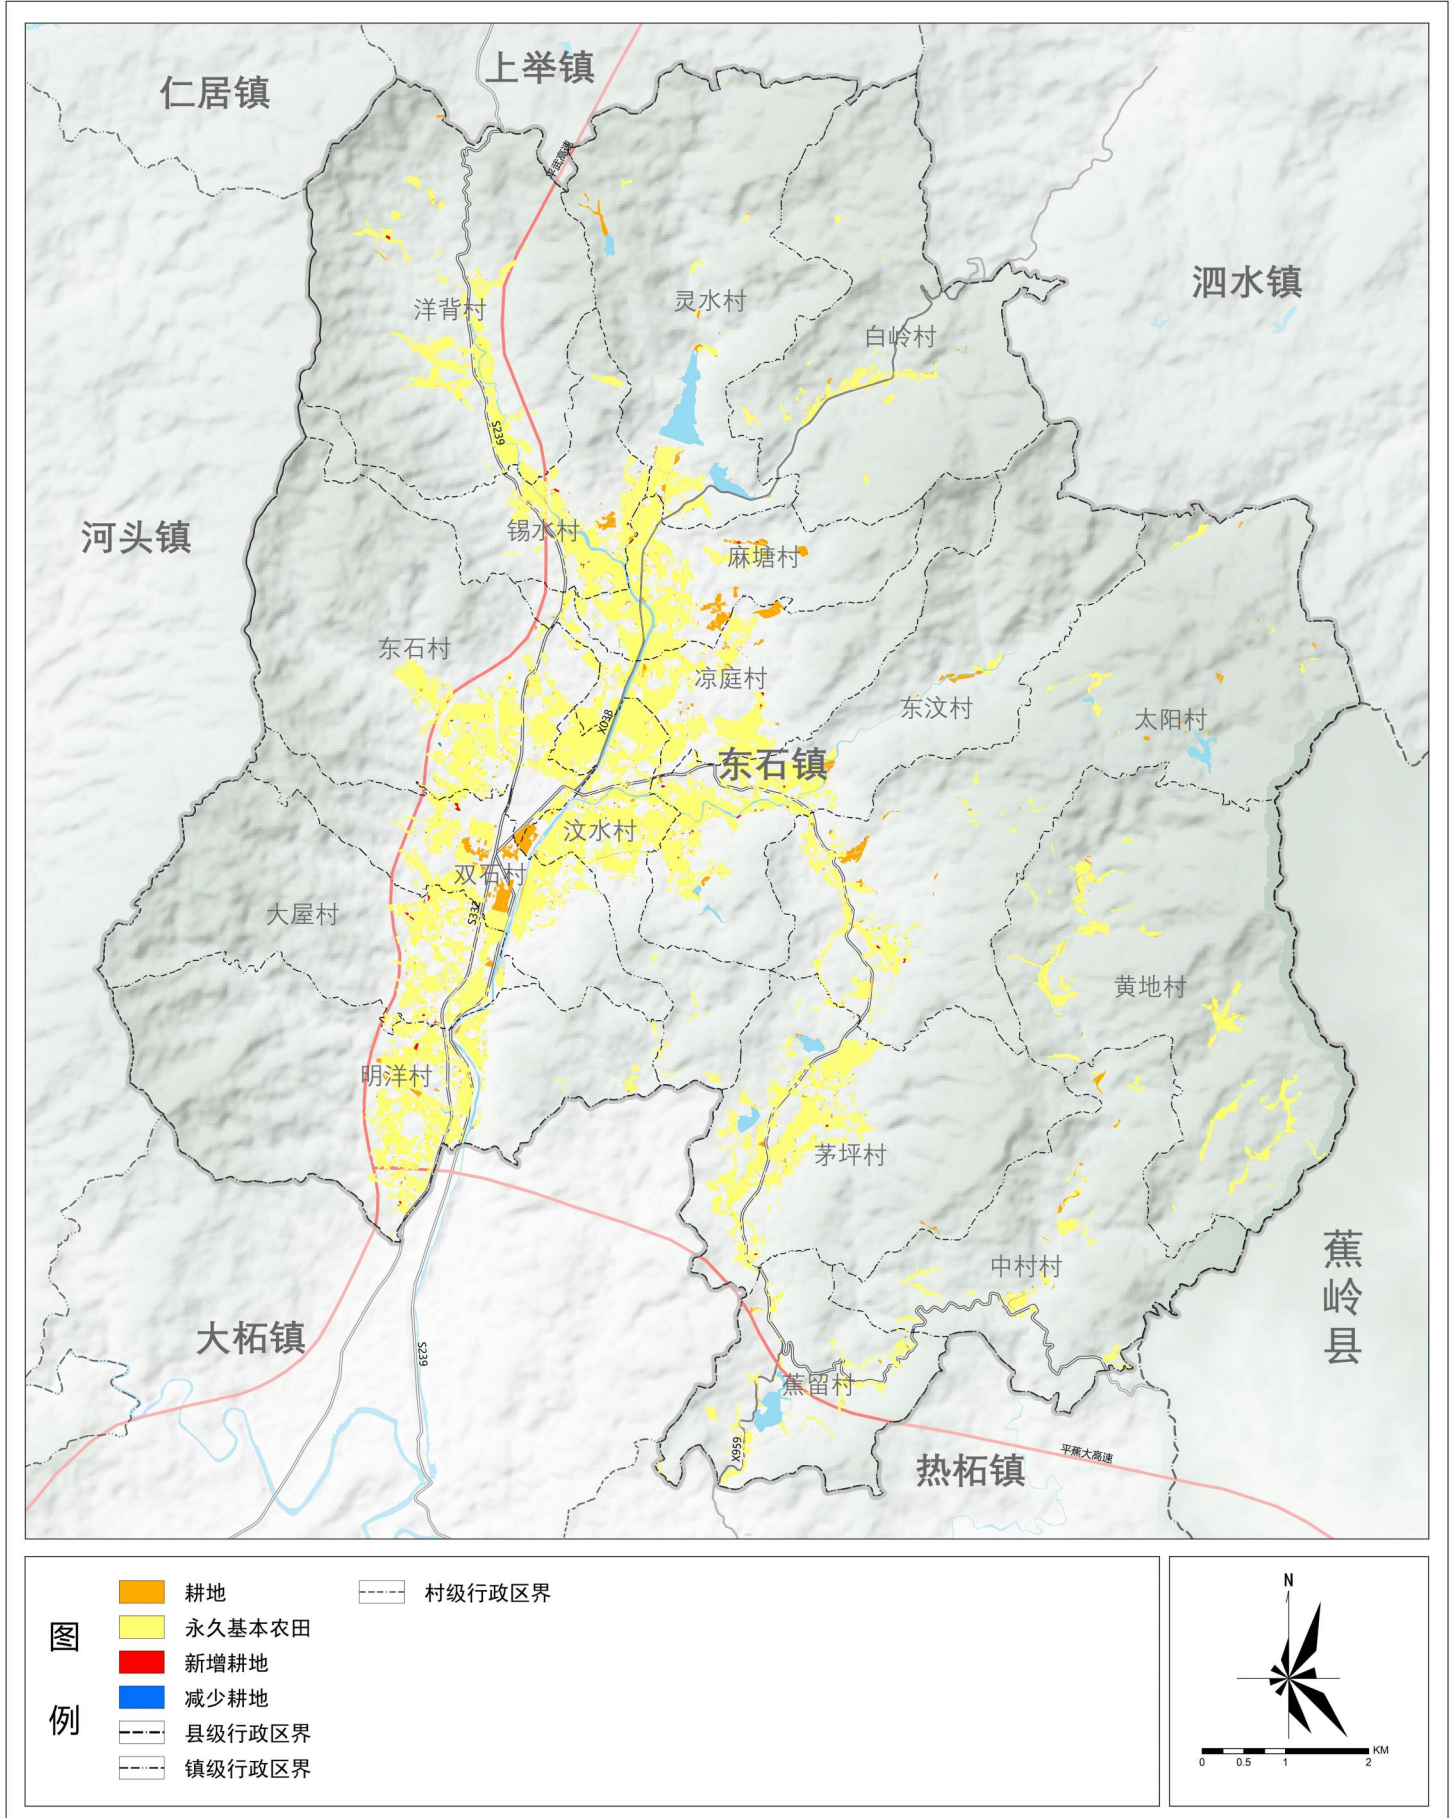 上举镇
仁居镇
平武高速
泗水镇
灵水村
洋背村
白岭村
S239
锡水村
河头镇
麻塘村
东石村
凉庭村
东汶村
太阳村
X038
东石镇
汶水村
双石村
大屋村
S332
黄地村
明洋村
茅坪村
中村村
蕉岭县
大柘镇
S239
蕉留村
X959
平蕉大高速
热柘镇
图例
耕地
村级行政区界
永久基本农田
新增耕地
减少耕地
县级行政区界
镇级行政区界
N
KM
0 0.5 1 2